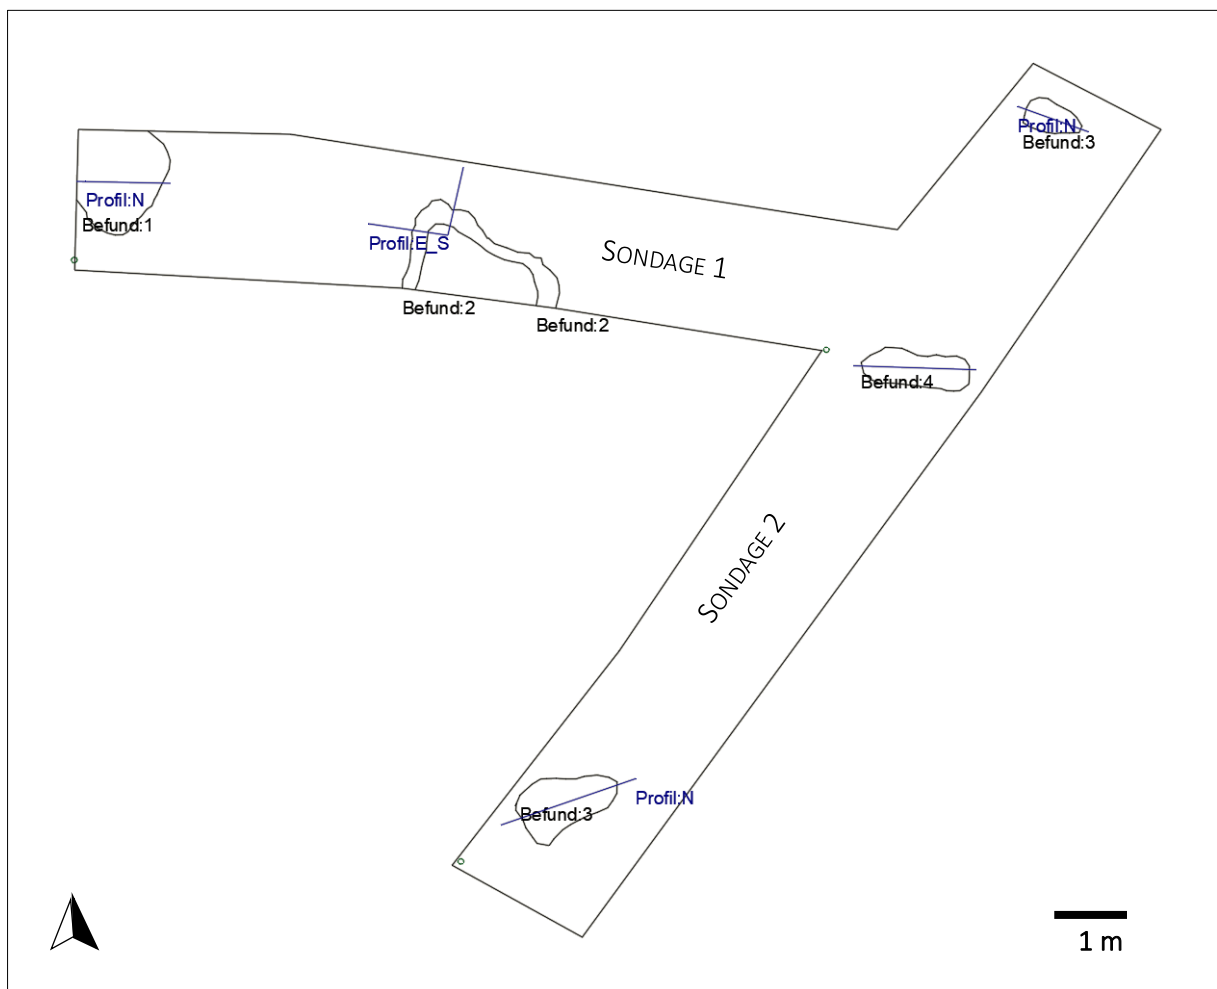 Profil:N
Befund:3
Profil:N
Befund:1
Profil:E_S
SONDAGE 1
Befund:2
Befund:2
Befund:4
SONDAGE 2
Profil:N
Befund:3
1 m